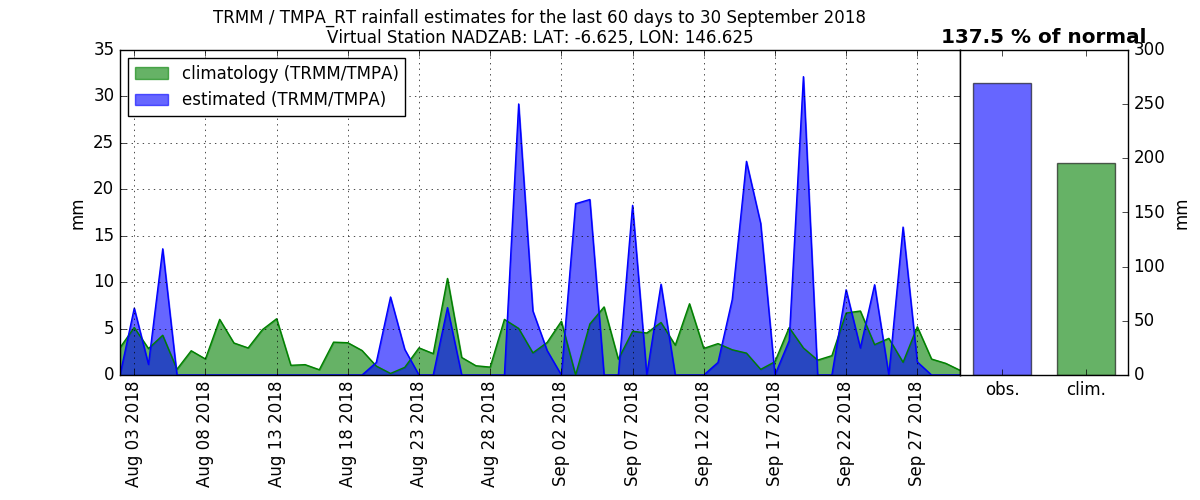 TRMM / TMPA_RT rainfall estimates for the last 60 days to 30 September 2018
Virtual Station NADZAB: LAT: -6.625, LON: 146.625
137.5 % of normal
climatology (TRMM/TMPA)
estimated (TRMM/TMPA)
mm
35
30
25
20
15
10
5
0
Aug 03 2018
Aug 08 2018
Aug 13 2018
Aug 18 2018
Aug 23 2018
Aug 28 2018
Sep 02 2018
Sep 07 2018
Sep 12 2018
Sep 17 2018
Sep 22 2018
Sep 27 2018
obs.
clim.
300
250
200
150
100
50
0
mm